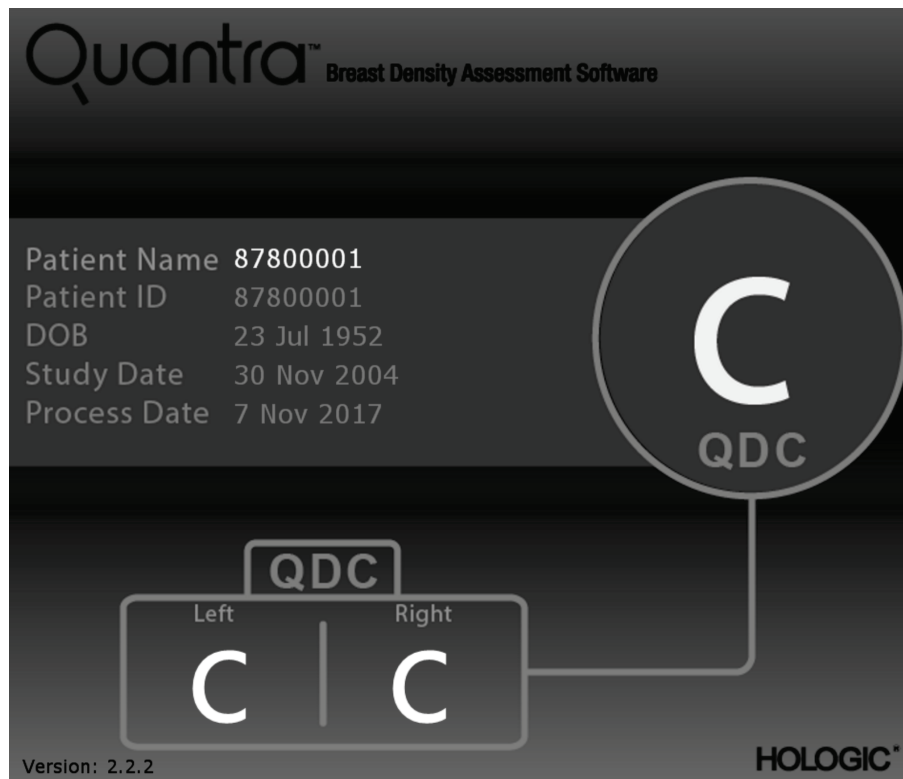 Quantra™ Breast Density Assessment Software
Patient Name 87800001
Patient ID 87800001
DOB 23 Jul 1952
Study Date 30 Nov 2004
Process Date 7 Nov 2017
C
QDC
QDC
Left Right
C C
Version: 2.2.2
HOLOGIC*